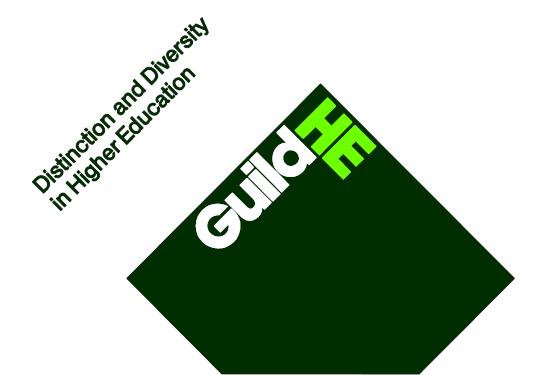 Distinction and Diversity
in Higher Education
GuildHE